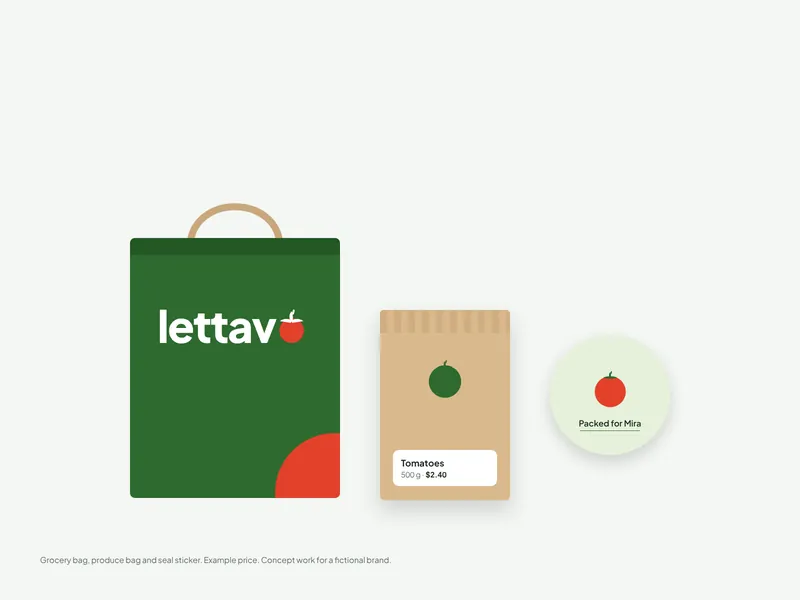 lettavo
Tomatoes
500 g · $2.40
Packed for Mira
Grocery bag, produce bag and seal sticker. Example price. Concept work for a fictional brand.